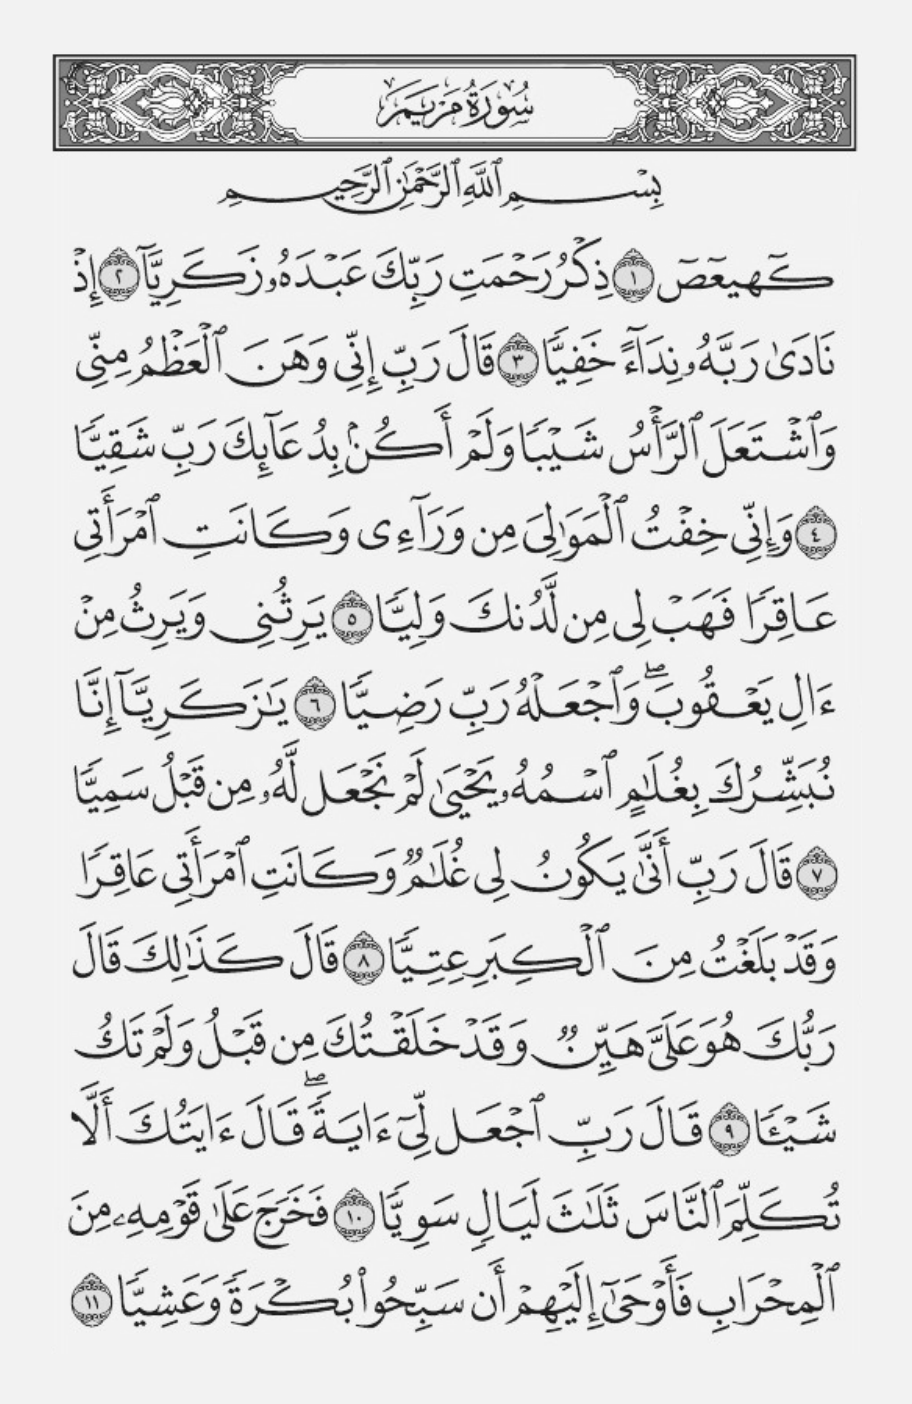 سُورَةُ مَرْيَمَ
بِسْمِ ٱللَّهِ ٱلرَّحْمَٰنِ ٱلرَّحِيمِ
كٓهيعٓصٓ ١ ذِكْرُ رَحْمَتِ رَبِّكَ عَبْدَهُۥ زَكَرِيَّآ ٢ إِذْ
نَادَىٰ رَبَّهُۥ نِدَآءً خَفِيًّا ٣ قَالَ رَبِّ إِنِّي وَهَنَ ٱلْعَظْمُ مِنِّي
وَٱشْتَعَلَ ٱلرَّأْسُ شَيْبًا وَلَمْ أَكُنۢ بِدُعَآئِكَ رَبِّ شَقِيًّا
٤ وَإِنِّي خِفْتُ ٱلْمَوَٰلِيَ مِن وَرَآءِي وَكَانَتِ ٱمْرَأَتِي
عَاقِرًا فَهَبْ لِي مِن لَّدُنكَ وَلِيًّا ٥ يَرِثُنِي وَيَرِثُ مِنْ
ءَالِ يَعْقُوبَۖ وَٱجْعَلْهُ رَبِّ رَضِيًّا ٦ يَٰزَكَرِيَّآ إِنَّا
نُبَشِّرُكَ بِغُلَٰمٍ ٱسْمُهُۥ يَحْيَىٰ لَمْ نَجْعَل لَّهُۥ مِن قَبْلُ سَمِيًّا
٧ قَالَ رَبِّ أَنَّىٰ يَكُونُ لِي غُلَٰمٌ وَكَانَتِ ٱمْرَأَتِي عَاقِرًا
وَقَدْ بَلَغْتُ مِنَ ٱلْكِبَرِ عِتِيًّا ٨ قَالَ كَذَٰلِكَ قَالَ
رَبُّكَ هُوَ عَلَيَّ هَيِّنٌ وَقَدْ خَلَقْتُكَ مِن قَبْلُ وَلَمْ تَكُ
شَيْـًٔا ٩ قَالَ رَبِّ ٱجْعَل لِّيٓ ءَايَةًۖ قَالَ ءَايَتُكَ أَلَّا
تُكَلِّمَ ٱلنَّاسَ ثَلَٰثَ لَيَالٍ سَوِيًّا ١٠ فَخَرَجَ عَلَىٰ قَوْمِهِۦ مِنَ
ٱلْمِحْرَابِ فَأَوْحَىٰٓ إِلَيْهِمْ أَن سَبِّحُوا۟ بُكْرَةً وَعَشِيًّا ١١